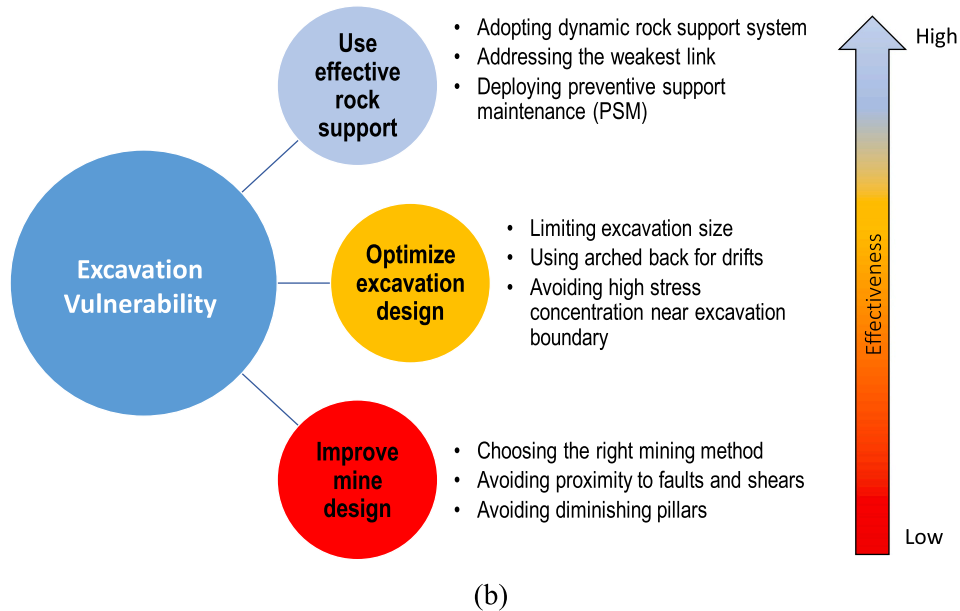 Use
effective
rock
support
• Adopting dynamic rock support system
• Addressing the weakest link
• Deploying preventive support
maintenance (PSM)
High
Excavation
Vulnerability
Optimize
excavation
design
• Limiting excavation size
• Using arched back for drifts
• Avoiding high stress
concentration near excavation
boundary
Effectiveness
Improve
mine
design
• Choosing the right mining method
• Avoiding proximity to faults and shears
• Avoiding diminishing pillars
Low
(b)